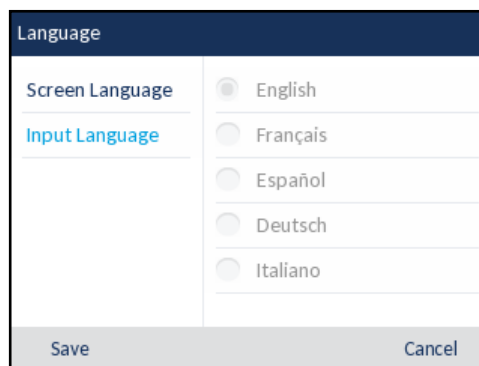 Language
Screen Language
Input Language
English
Français
Español
Deutsch
Italiano
Save
Cancel